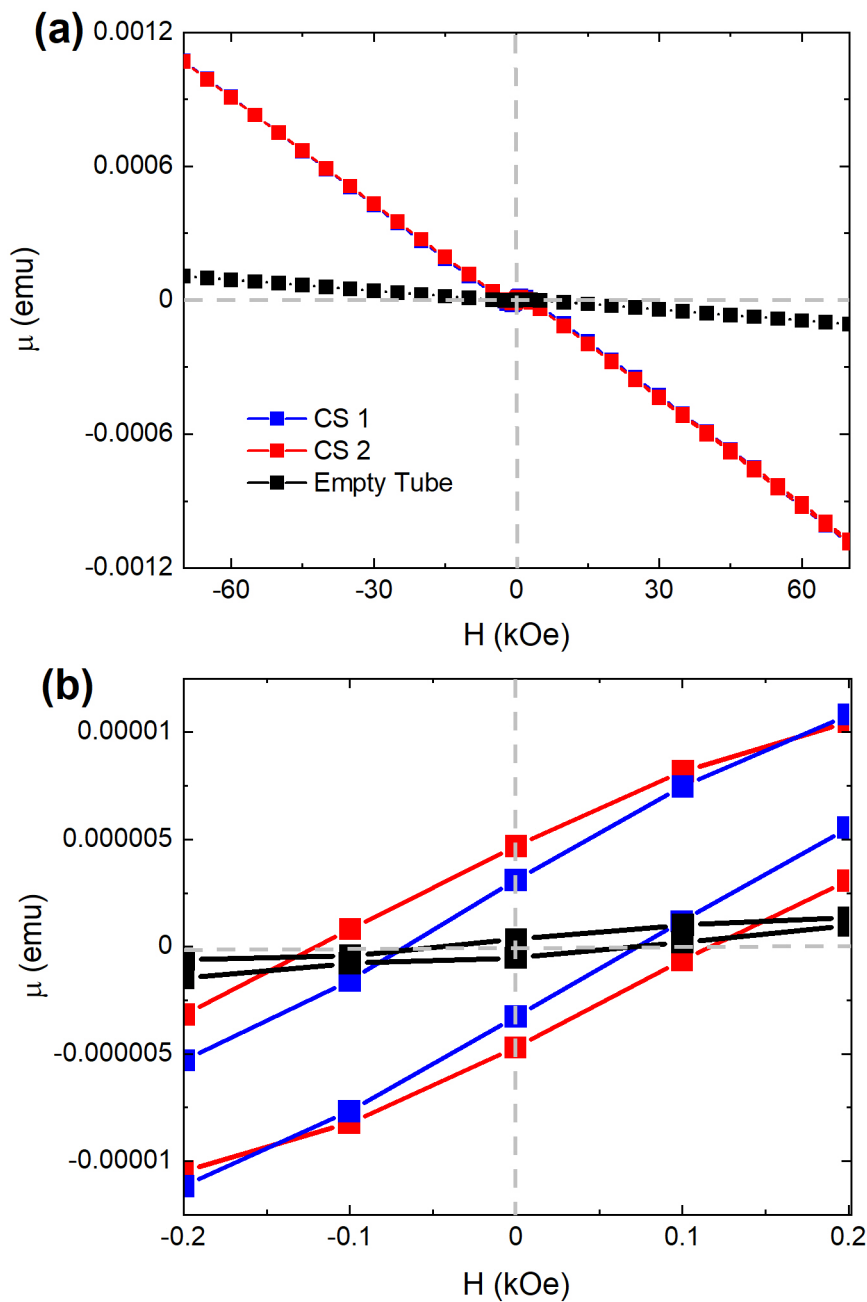 (a)
0.0012
0.0006
0
-0.0006
-0.0012
μ (emu)
CS 1
CS 2
Empty Tube
-60 -30 0 30 60
H (kOe)
(b)
0.00001
0.000005
0
-0.000005
-0.00001
μ (emu)
-0.2 -0.1 0 0.1 0.2
H (kOe)